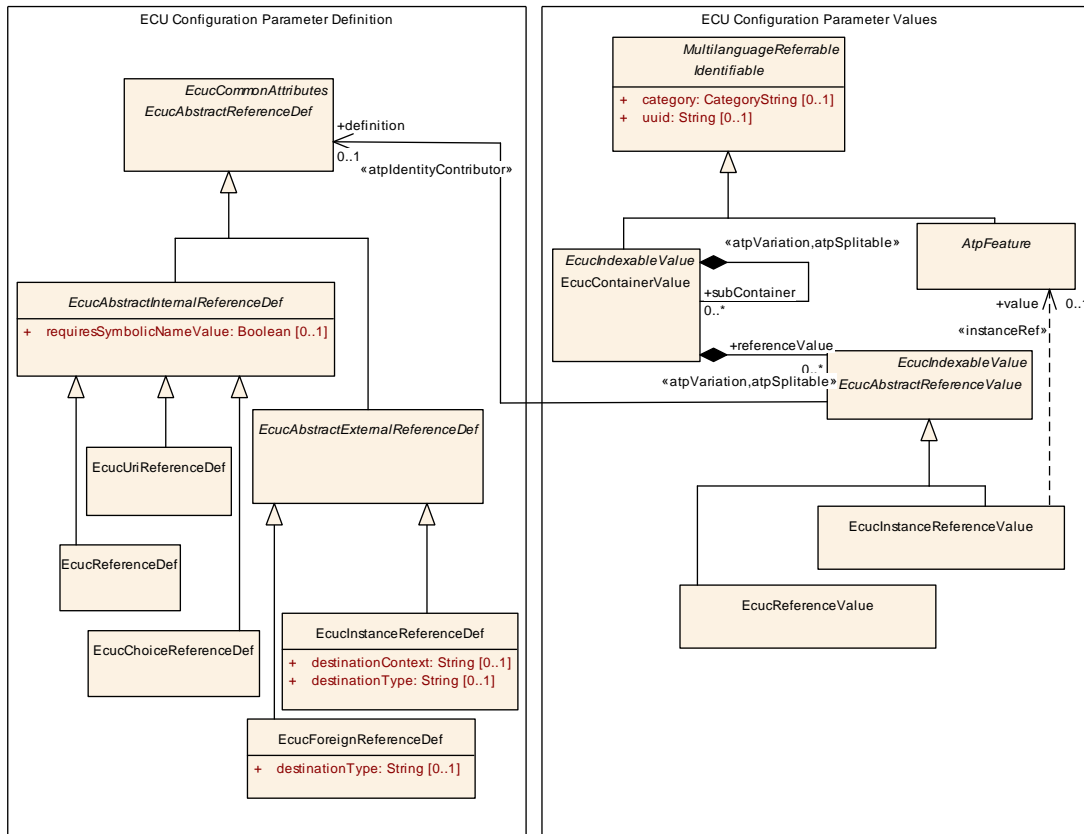 ECU Configuration Parameter Definition
EcucCommonAttributes
EcucAbstractReferenceDef
+definition
0..1
«atpIdentityContributor»
EcucAbstractInternalReferenceDef
+ requiresSymbolicNameValue: Boolean [0..1]
EcucAbstractExternalReferenceDef
EcucUriReferenceDef
EcucReferenceDef
EcucChoiceReferenceDef
EcucInstanceReferenceDef
+ destinationContext: String [0..1]
+ destinationType: String [0..1]
EcucForeignReferenceDef
+ destinationType: String [0..1]
ECU Configuration Parameter Values
MultilanguageReferrable
Identifiable
+ category: CategoryString [0..1]
+ uuid: String [0..1]
«atpVariation,atpSplitable»
EcucIndexableValue
EcucContainerValue
+subContainer
0..*
AtpFeature
+value
0..1
«instanceRef»
+referenceValue
0..*
«atpVariation,atpSplitable»
EcucIndexableValue
EcucAbstractReferenceValue
EcucInstanceReferenceValue
EcucReferenceValue